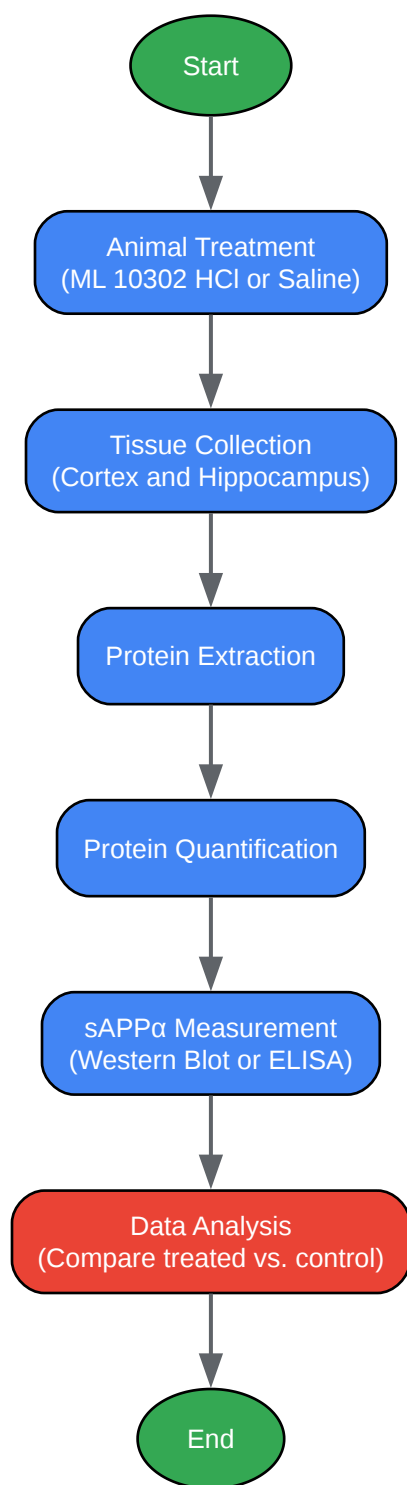 Start
Animal Treatment
(ML 10302 HCl or Saline)
Tissue Collection
(Cortex and Hippocampus)
Protein Extraction
Protein Quantification
sAPPα Measurement
(Western Blot or ELISA)
Data Analysis
(Compare treated vs. control)
End